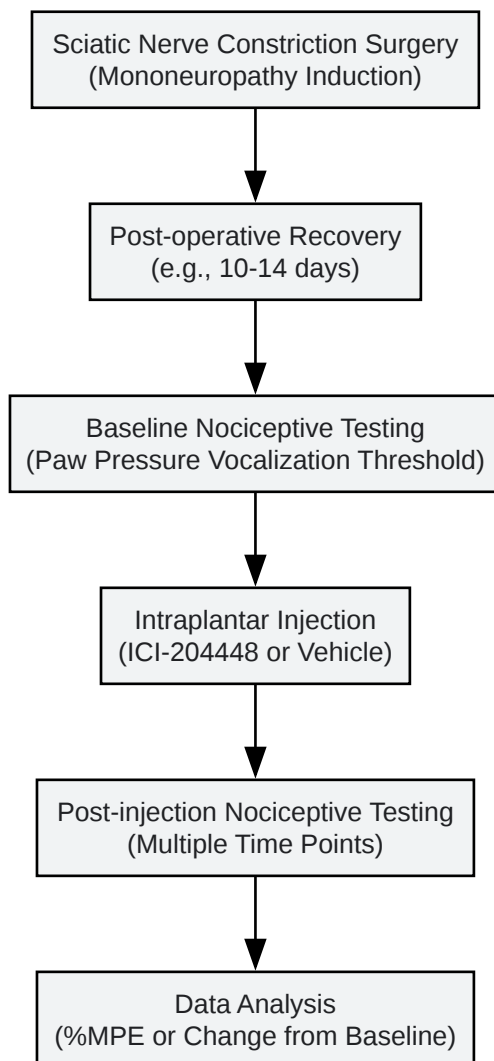 Sciatic Nerve Constriction Surgery
(Mononeuropathy Induction)
Post-operative Recovery
(e.g., 10-14 days)
Baseline Nociceptive Testing
(Paw Pressure Vocalization Threshold)
Intraplantar Injection
(ICI-204448 or Vehicle)
Post-injection Nociceptive Testing
(Multiple Time Points)
Data Analysis
(%MPE or Change from Baseline)